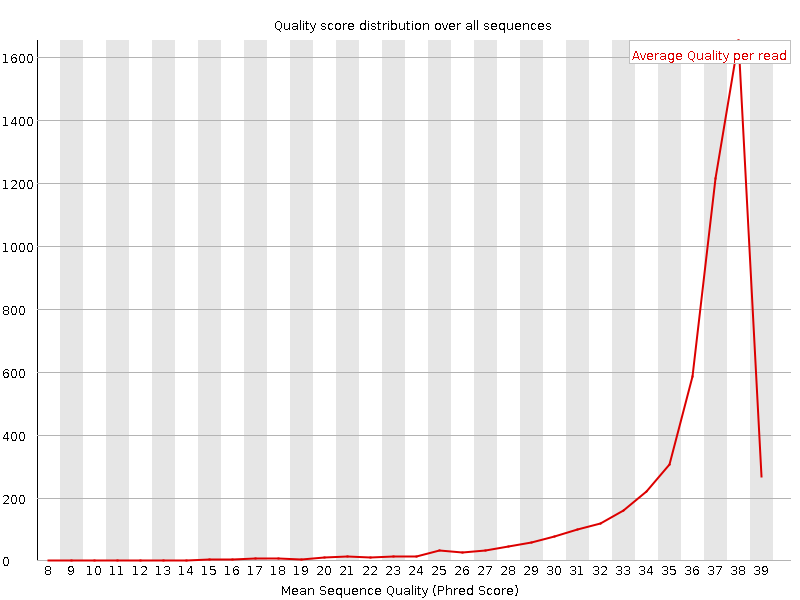 Quality score distribution over all sequences
Average Quality per read
1600
1400
1200
1000
800
600
400
200
0
8 9 10 11 12 13 14 15 16 17 18 19 20 21 22 23 24 25 26 27 28 29 30 31 32 33 34 35 36 37 38 39
Mean Sequence Quality (Phred Score)